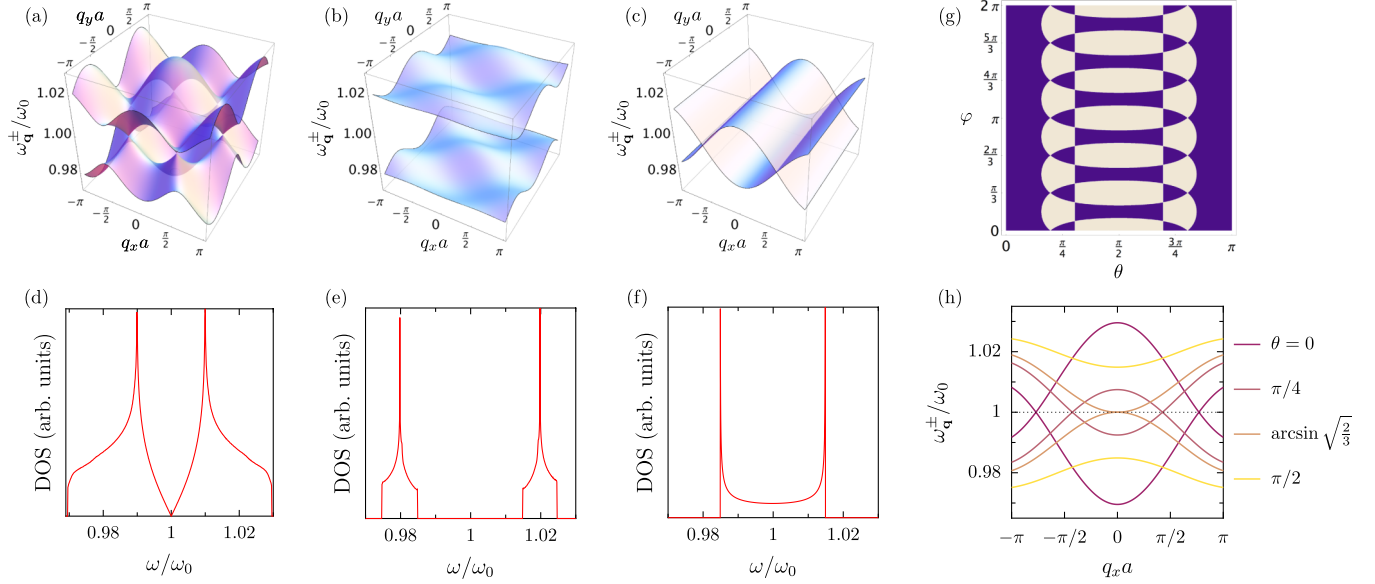 (a)
q_y a
π
π/2
0
−π/2
−π
1.02
1.00
0.98
ω_q^±/ω_0
−π
−π/2
0
π/2
π
q_x a
(b)
q_y a
π
π/2
0
−π/2
−π
1.02
1.00
0.98
ω_q^±/ω_0
−π
−π/2
0
π/2
π
q_x a
(c)
q_y a
π
π/2
0
−π/2
−π
1.02
1.00
0.98
ω_q^±/ω_0
−π
−π/2
0
π/2
π
q_x a
(g)
2π
5π/3
4π/3
π
2π/3
π/3
0
φ
0 π/4 π/2 3π/4 π
θ
(d)
DOS (arb. units)
0.98 1 1.02
ω/ω_0
(e)
DOS (arb. units)
0.98 1 1.02
ω/ω_0
(f)
DOS (arb. units)
0.98 1 1.02
ω/ω_0
(h)
1.02
1
0.98
ω_q^±/ω_0
−π −π/2 0 π/2 π
q_x a
θ = 0
π/4
arcsin √(2/3)
π/2